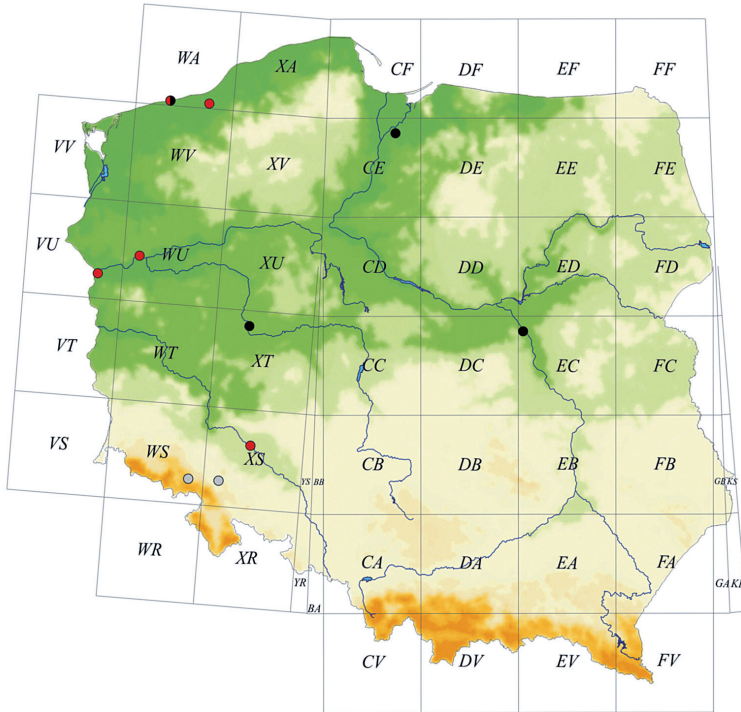 WA XA CF DF EF FF
VV WV XV CE DE EE FE
VU WU XU CD DD ED FD
VT WT XT CC DC EC FC
VS WS XS YS BB CB DB EB FB GB KS
WR XR YR BA CA DA EA FA GA
CV DV EV FV